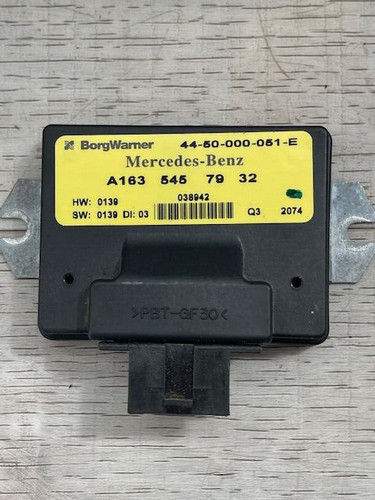 BorgWarner 44-50-000-051-E
Mercedes-Benz
A163 545 79 32
HW: 0139 038942
SW: 0139 DI: 03 Q3 2074
>PBT-GF30<